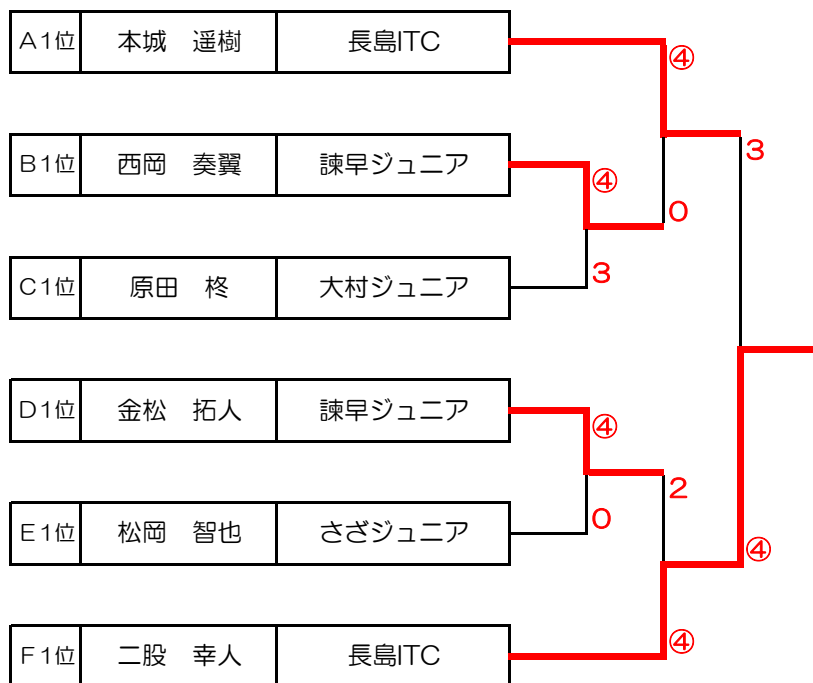 A1位 本城 遥樹 長島ITC
④
B1位 西岡 奏翼 諫早ジュニア
④
3
0
C1位 原田 柊 大村ジュニア
3
D1位 金松 拓人 諫早ジュニア
④
2
E1位 松岡 智也 さざジュニア
0
④
F1位 二股 幸人 長島ITC
④